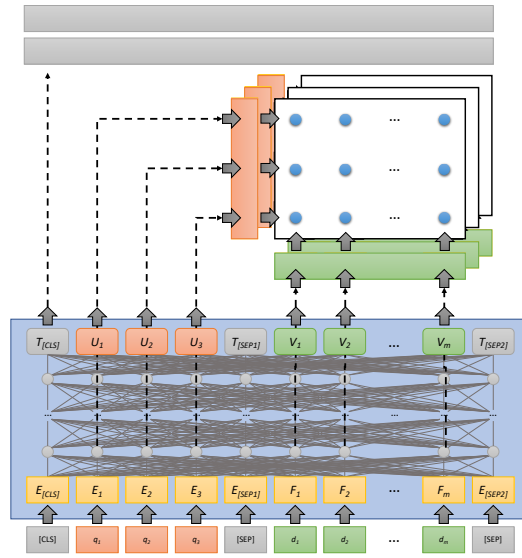 ...
...
...
T[CLS] U1 U2 U3 T[SEP1] V1 V2 ... Vm T[SEP2]
... ... ... ... ... ... ... ... ... ...
E[CLS] E1 E2 E3 E[SEP1] F1 F2 ... Fm E[SEP2]
[CLS] q1 q2 q3 [SEP] d1 d2 ... dm [SEP]